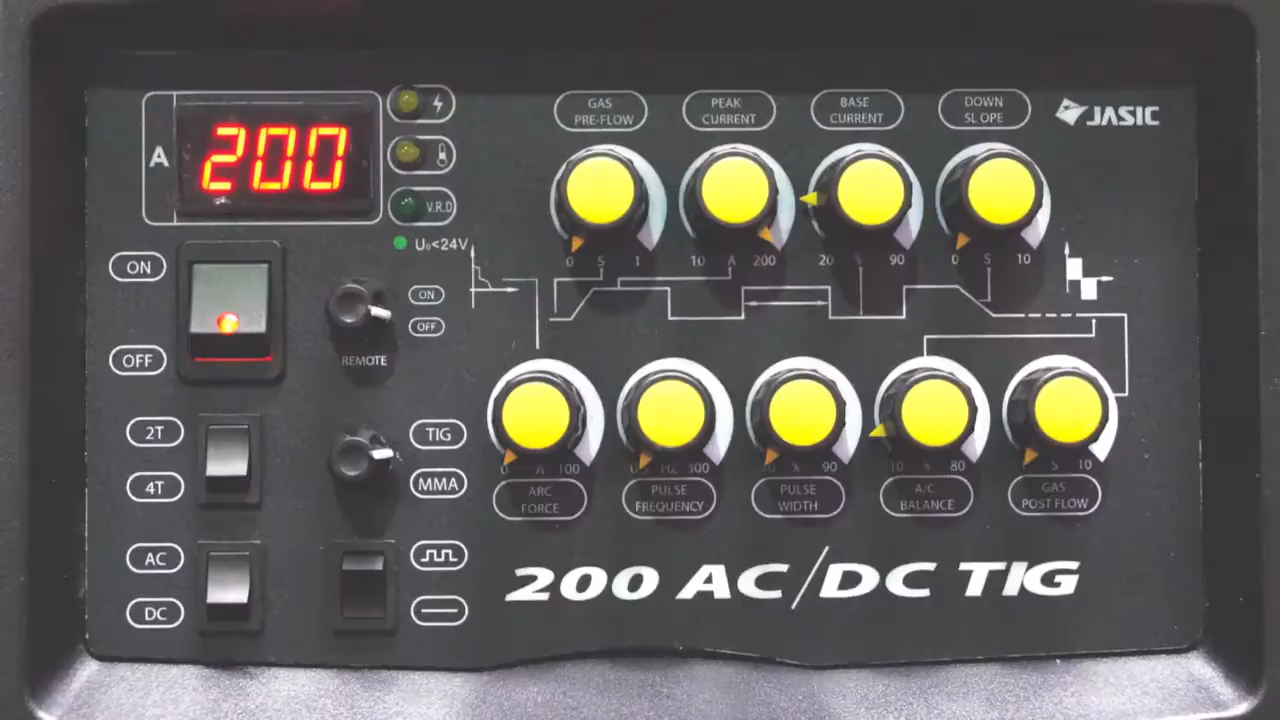 A
200
V.R.D
U₀<24V
ON
OFF
ON
OFF
REMOTE
2T
4T
TIG
MMA
AC
DC
GAS
PRE-FLOW
PEAK
CURRENT
BASE
CURRENT
DOWN
SL OPE
JASIC
0 S 1
10 A 200
20 % 90
0 S 10
0 A 100
HZ 300
10 % 90
10 % 80
S 10
ARC
FORCE
PULSE
FREQUENCY
PULSE
WIDTH
A/C
BALANCE
GAS
POST FLOW
200 AC/DC TIG